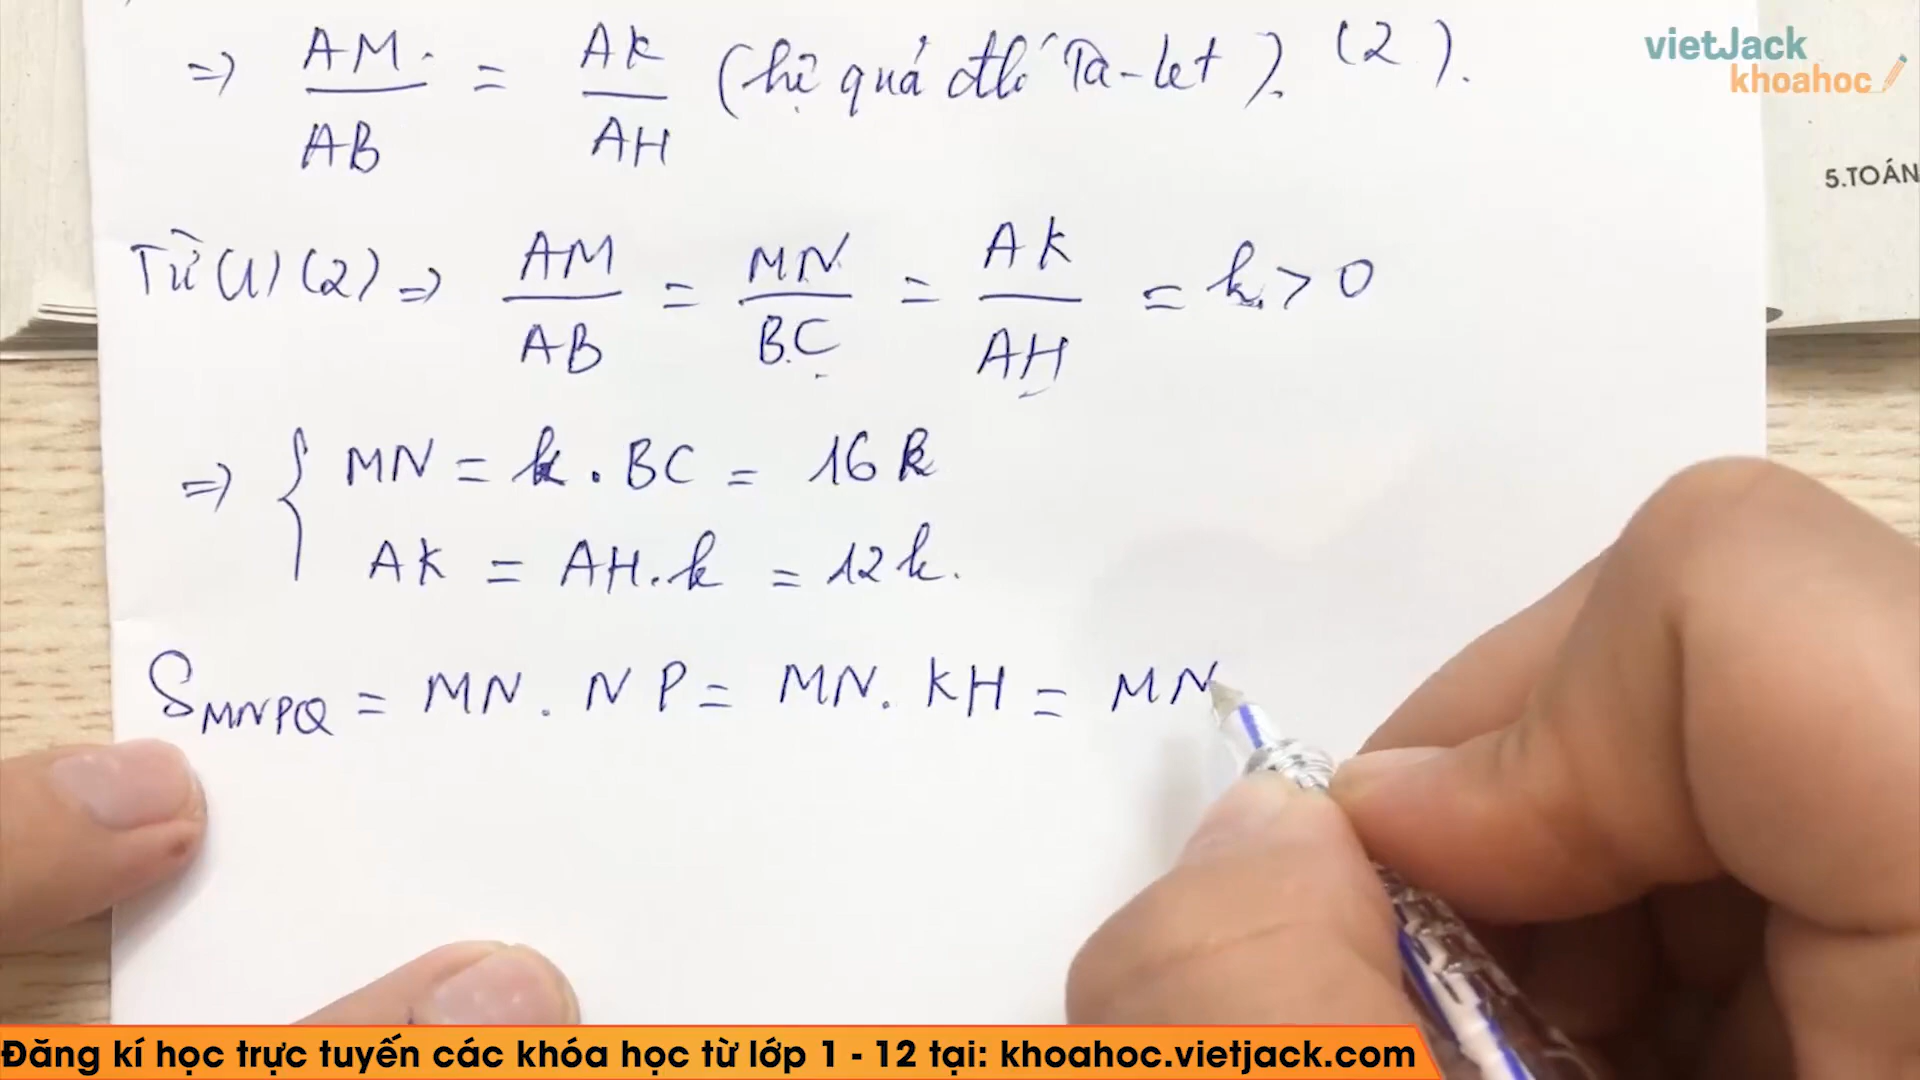 vietJack
khoahoc
5.TOÁN
=> AM/AB = AK/AH (hệ quả đlí Ta-let). (2).
Từ (1) (2) => AM/AB = MN/BC = AK/AH = k > 0
=> { MN = k . BC = 16k
AK = AH . k = 12k.
S_MNPQ = MN . NP = MN . KH = MN
Đăng kí học trực tuyến các khóa học từ lớp 1 - 12 tại: khoahoc.vietjack.com